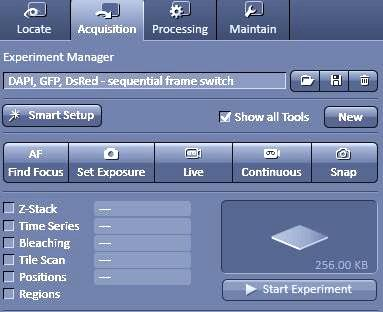 Locate Acquisition Processing Maintain
Experiment Manager
DAPI, GFP, DsRed - sequential frame switch
Smart Setup Show all Tools New
AF
Find Focus Set Exposure Live Continuous Snap
Z-Stack ---
Time Series ---
Bleaching ---
Tile Scan ---
Positions ---
Regions
256.00 KB
Start Experiment